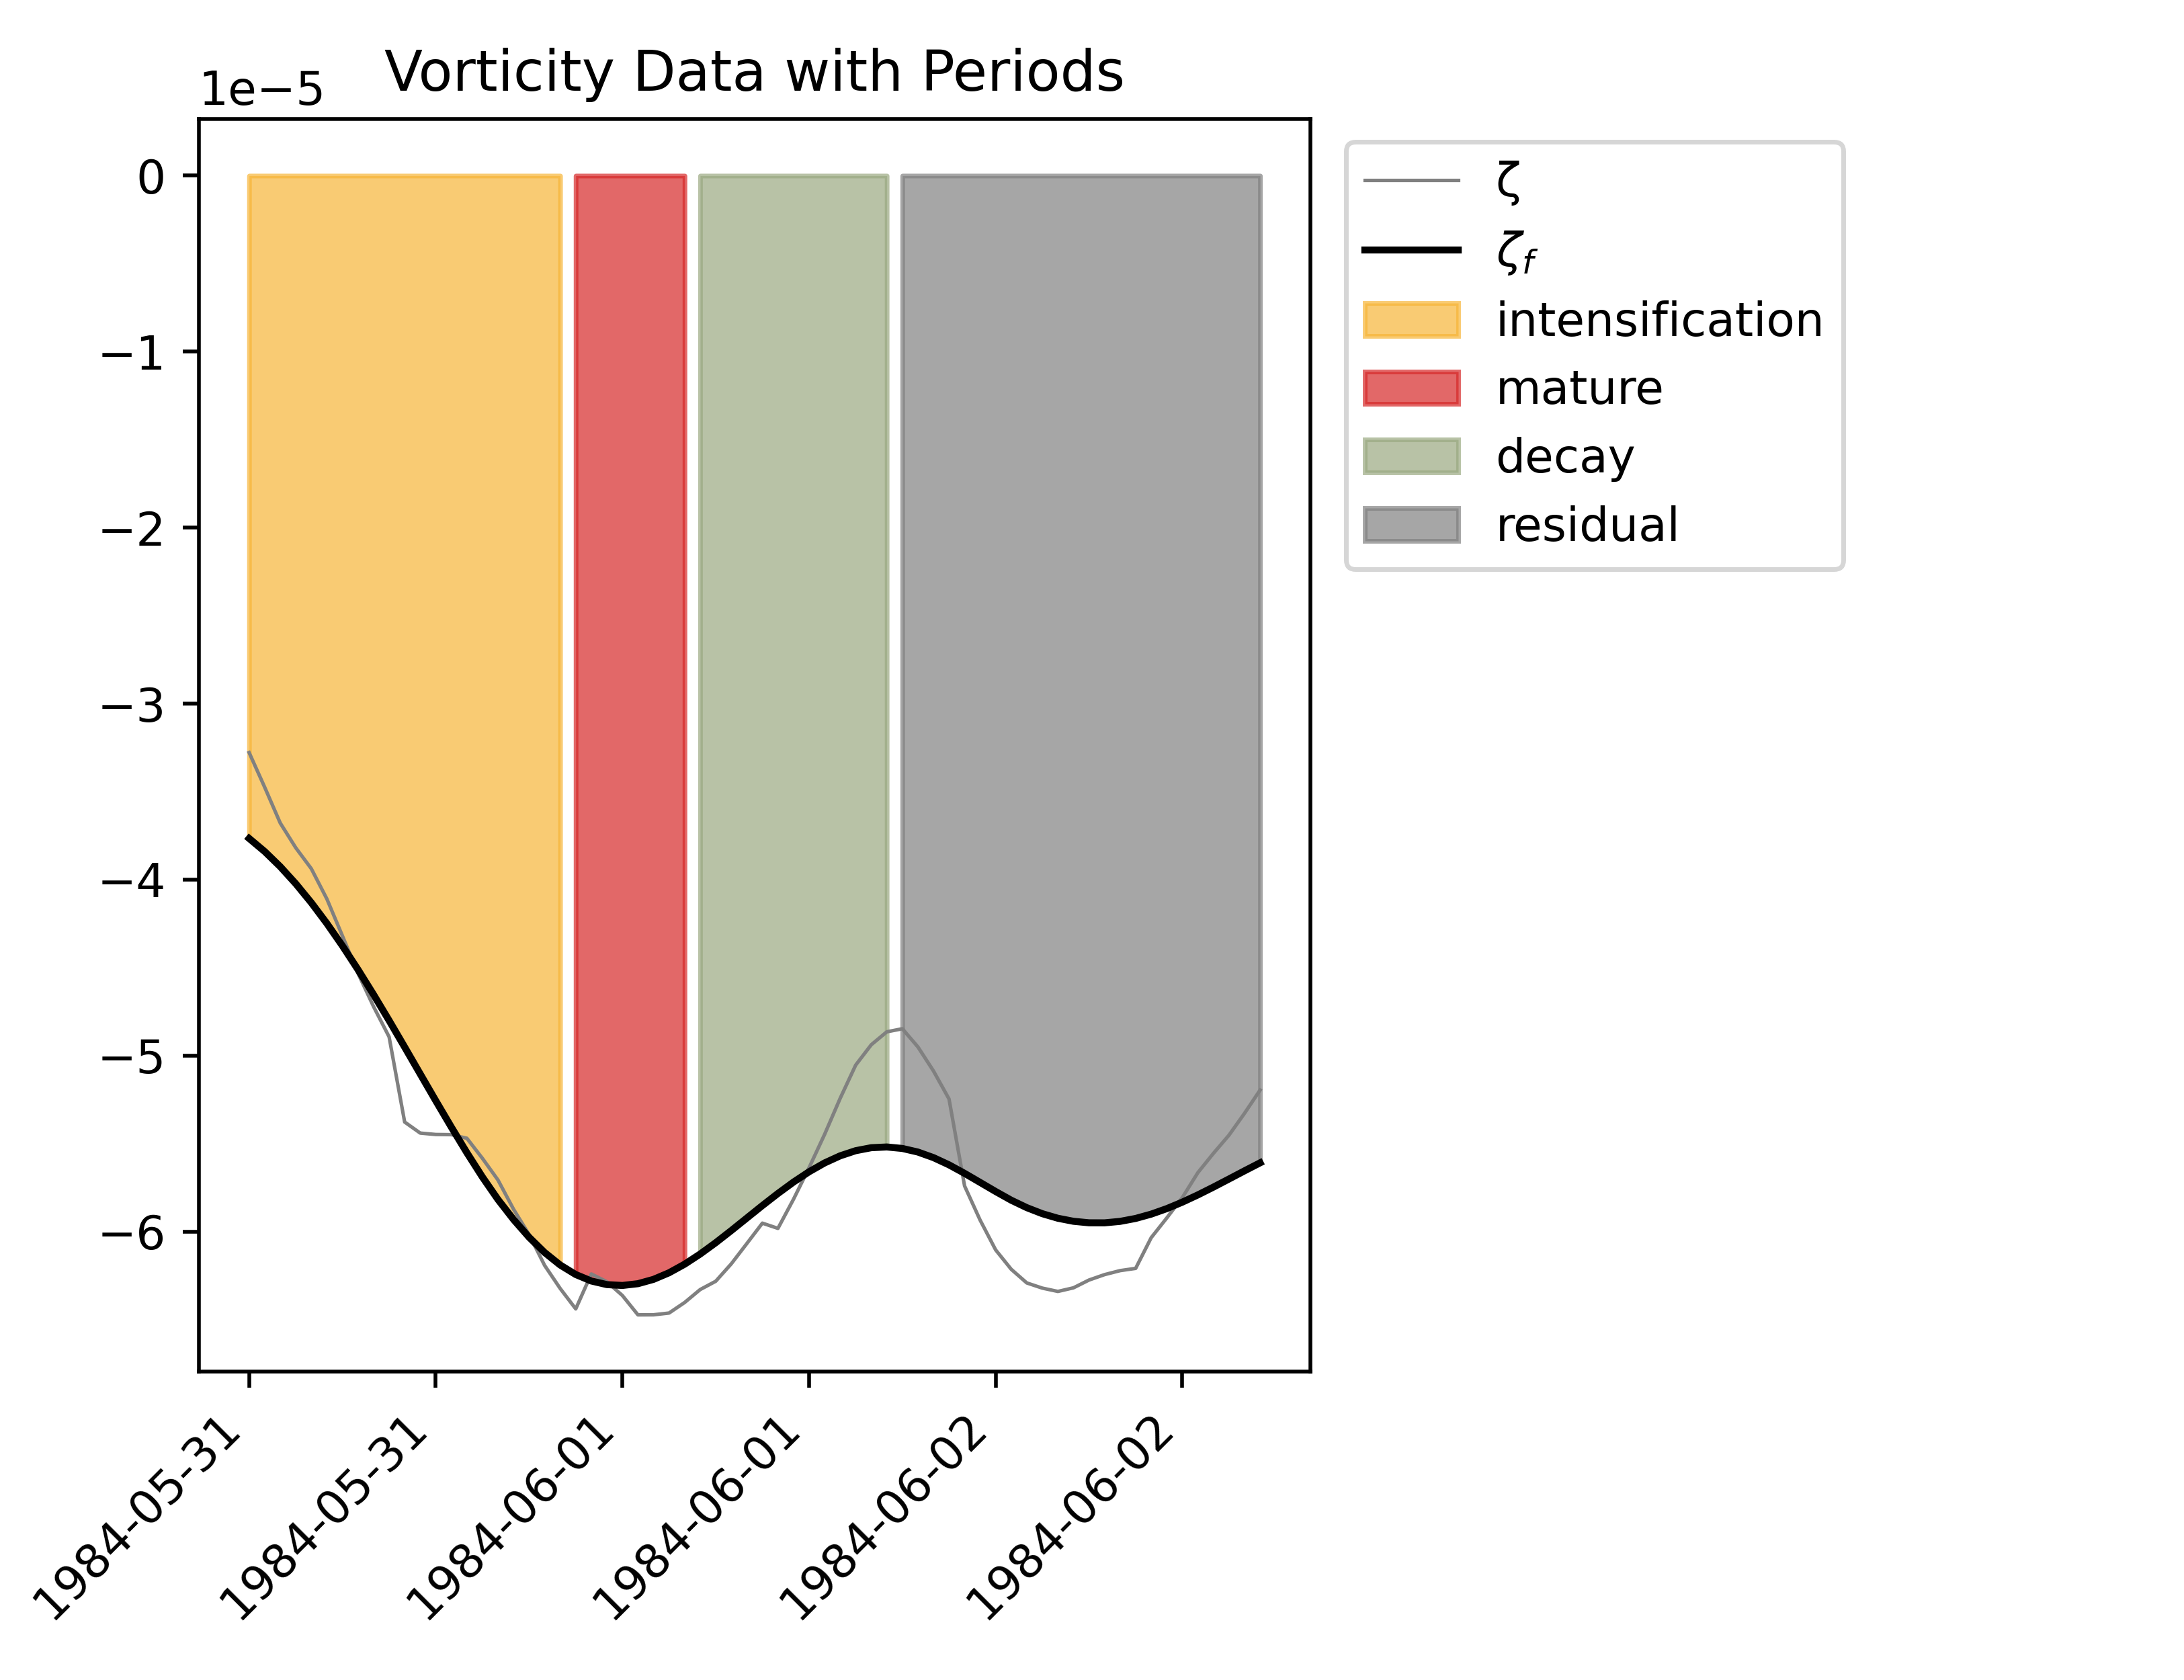 Vorticity Data with Periods
1e−5
0
−1
−2
−3
−4
−5
−6
1984-05-31
1984-05-31
1984-06-01
1984-06-01
1984-06-02
1984-06-02
ζ
ζf
intensification
mature
decay
residual